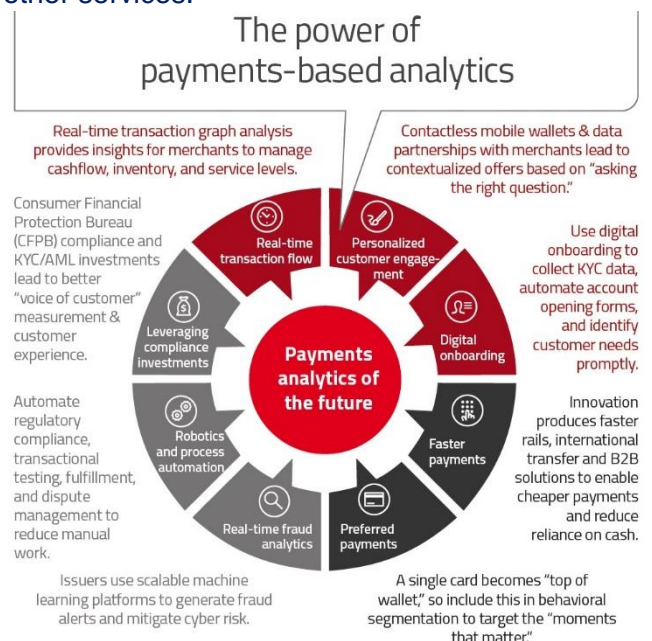 other services.
The power of
payments-based analytics
Real-time transaction graph analysis
provides insights for merchants to manage
cashflow, inventory, and service levels.
Contactless mobile wallets & data
partnerships with merchants lead to
contextualized offers based on “asking
the right question.”
Consumer Financial
Protection Bureau
(CFPB) compliance and
KYC/AML investments
lead to better
“voice of customer”
measurement &
customer
experience.
Real-time
transaction flow
Personalized
customer engage-
ment
Use digital
onboarding to
collect KYC data,
automate account
opening forms,
and identify
customer needs
promptly.
Leveraging
compliance
investments
Digital
onboarding
Payments
analytics of
the future
Automate
regulatory
compliance,
transactional
testing, fulfillment,
and dispute
management to
reduce manual
work.
Robotics
and process
automation
Faster
payments
Innovation
produces faster
rails, international
transfer and B2B
solutions to enable
cheaper payments
and reduce
reliance on cash.
Real-time fraud
analytics
Preferred
payments
Issuers use scalable machine
learning platforms to generate fraud
alerts and mitigate cyber risk.
A single card becomes “top of
wallet,” so include this in behavioral
segmentation to target the “moments
that matter.”